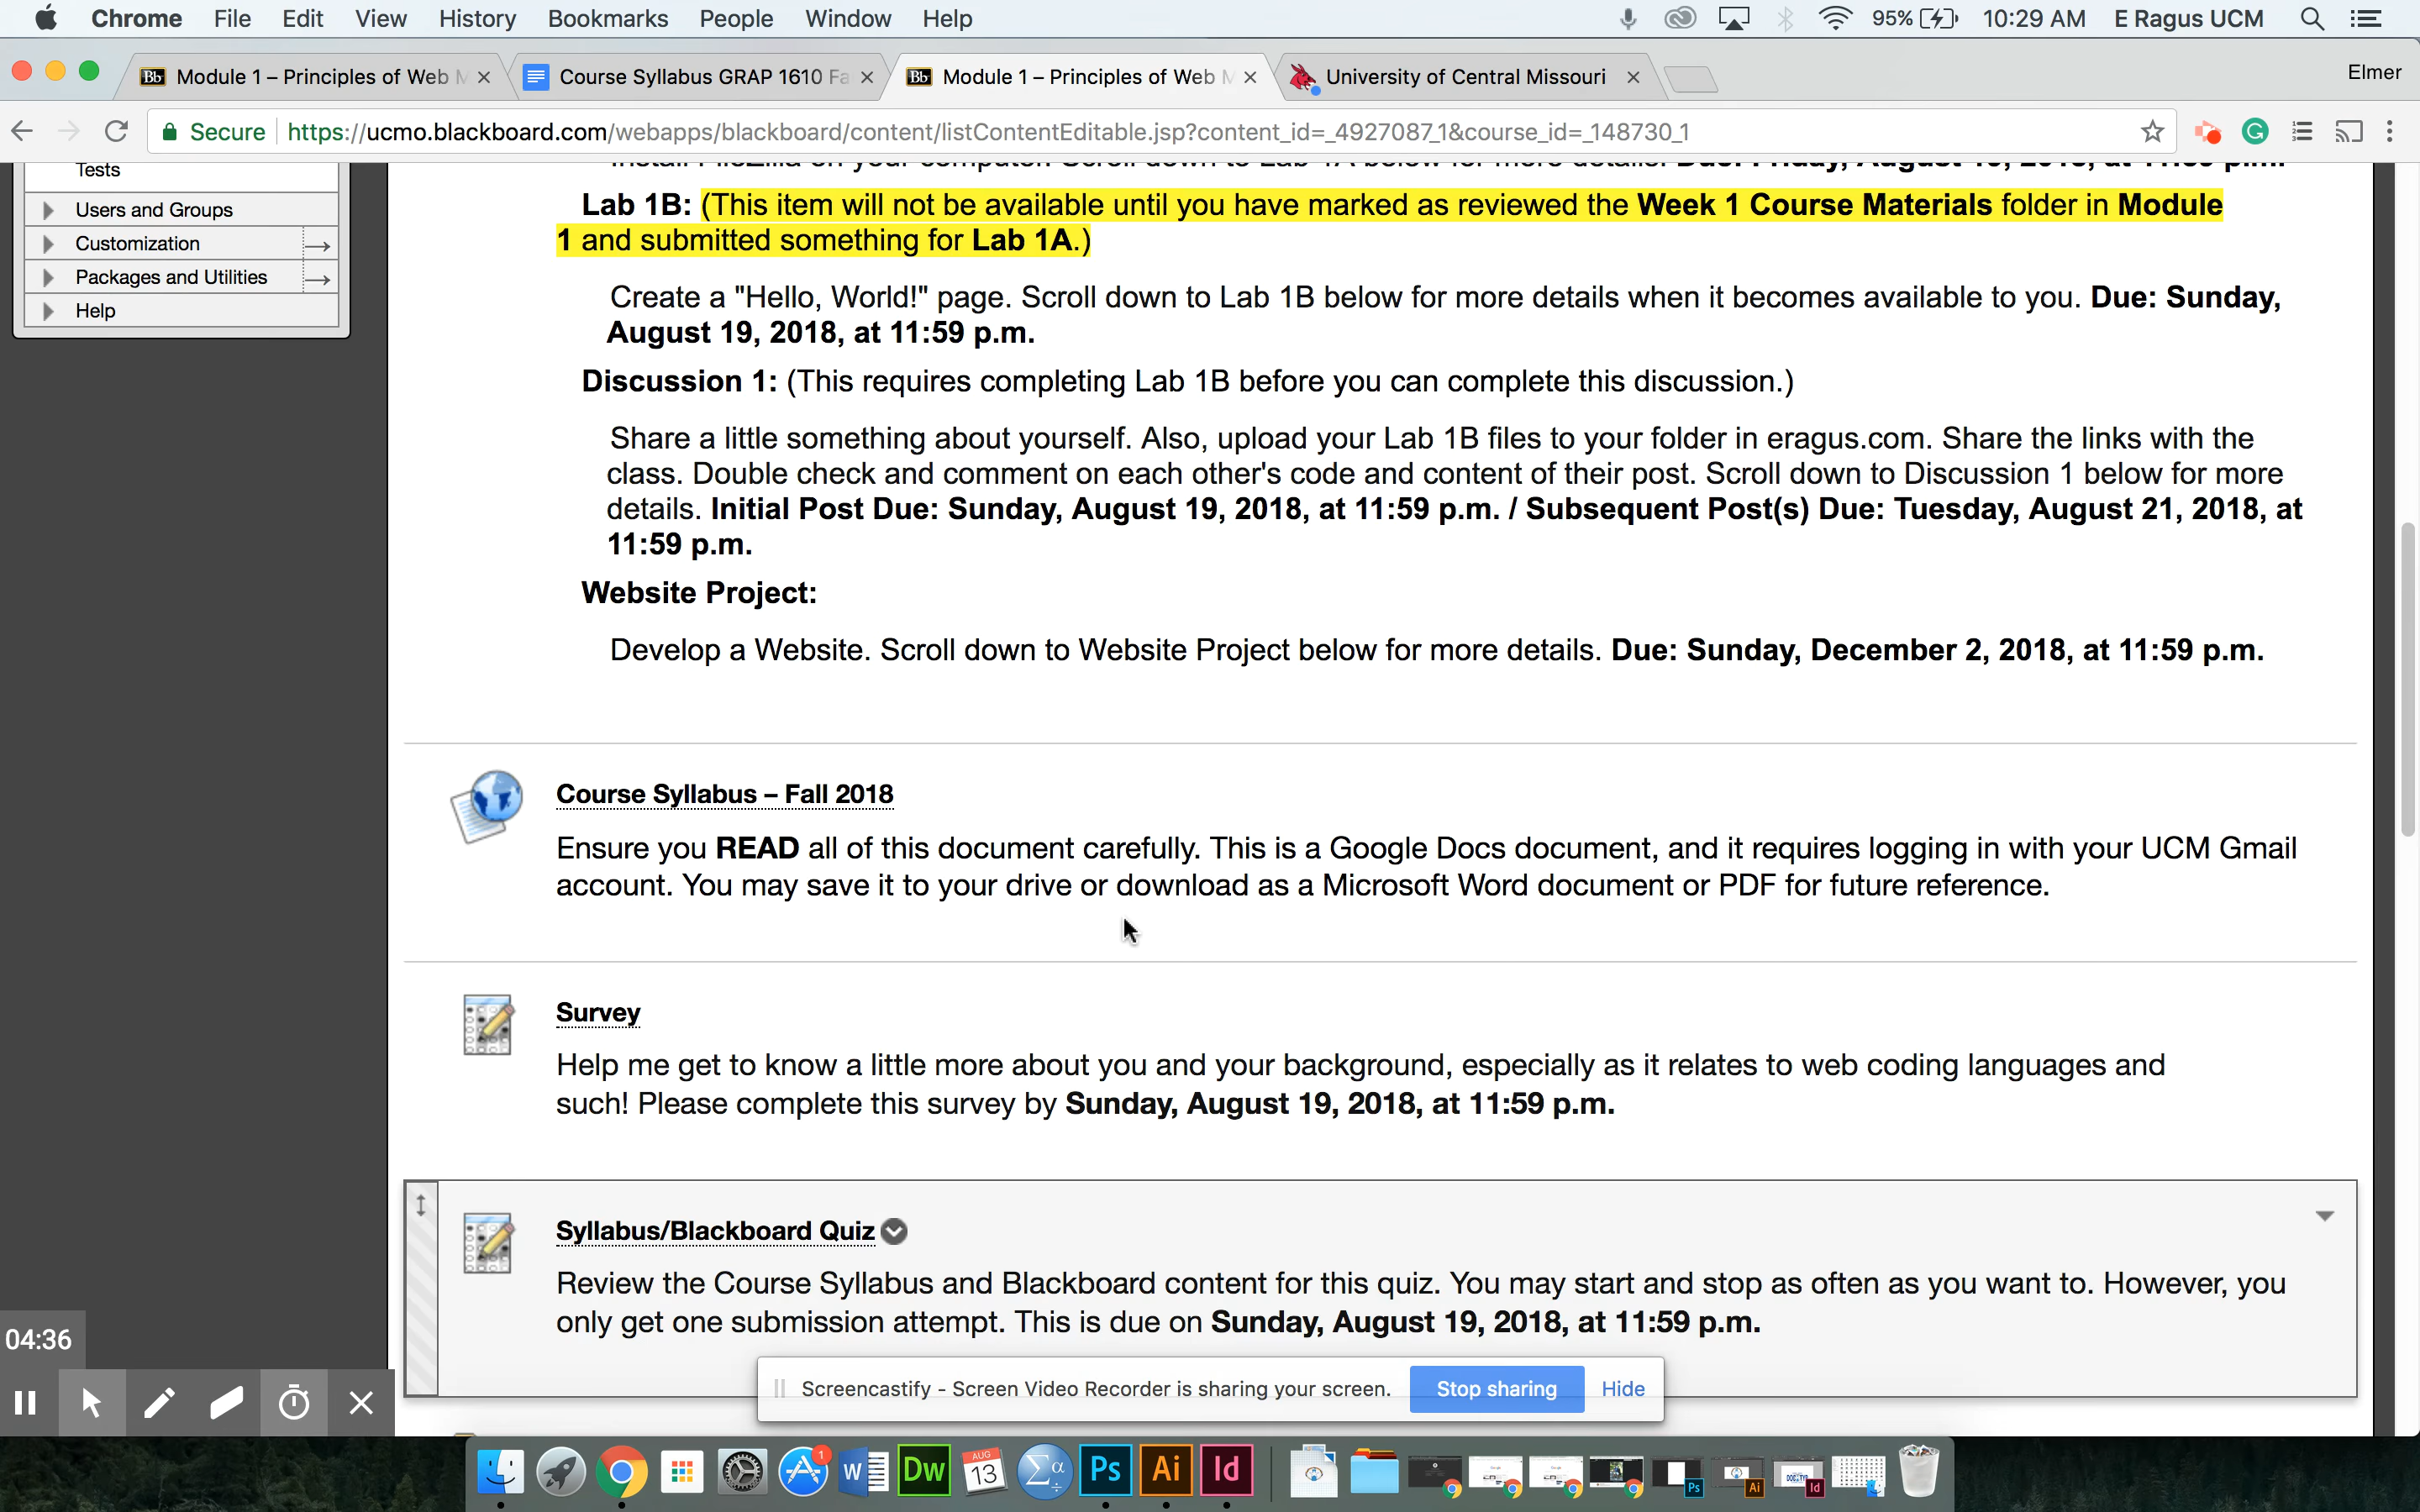 Chrome File Edit View History Bookmarks People Window Help 95% 10:29 AM E Ragus UCM
Bb Module 1 – Principles of Web M Course Syllabus GRAP 1610 Fa Bb Module 1 – Principles of Web M University of Central Missouri Elmer
Secure https://ucmo.blackboard.com/webapps/blackboard/content/listContentEditable.jsp?content_id=_4927087_1&course_id=_148730_1
Tests
Users and Groups
Customization
Packages and Utilities
Help
Lab 1B: (This item will not be available until you have marked as reviewed the Week 1 Course Materials folder in Module
1 and submitted something for Lab 1A.)
Create a "Hello, World!" page. Scroll down to Lab 1B below for more details when it becomes available to you. Due: Sunday,
August 19, 2018, at 11:59 p.m.
Discussion 1: (This requires completing Lab 1B before you can complete this discussion.)
Share a little something about yourself. Also, upload your Lab 1B files to your folder in eragus.com. Share the links with the
class. Double check and comment on each other's code and content of their post. Scroll down to Discussion 1 below for more
details. Initial Post Due: Sunday, August 19, 2018, at 11:59 p.m. / Subsequent Post(s) Due: Tuesday, August 21, 2018, at
11:59 p.m.
Website Project:
Develop a Website. Scroll down to Website Project below for more details. Due: Sunday, December 2, 2018, at 11:59 p.m.
Course Syllabus – Fall 2018
Ensure you READ all of this document carefully. This is a Google Docs document, and it requires logging in with your UCM Gmail
account. You may save it to your drive or download as a Microsoft Word document or PDF for future reference.
Survey
Help me get to know a little more about you and your background, especially as it relates to web coding languages and
such! Please complete this survey by Sunday, August 19, 2018, at 11:59 p.m.
Syllabus/Blackboard Quiz
Review the Course Syllabus and Blackboard content for this quiz. You may start and stop as often as you want to. However, you
only get one submission attempt. This is due on Sunday, August 19, 2018, at 11:59 p.m.
04:36
Screencastify - Screen Video Recorder is sharing your screen. Stop sharing Hide
1 W Dw AUG 13 Σα÷ Ps Ai Id Ps Ai Id